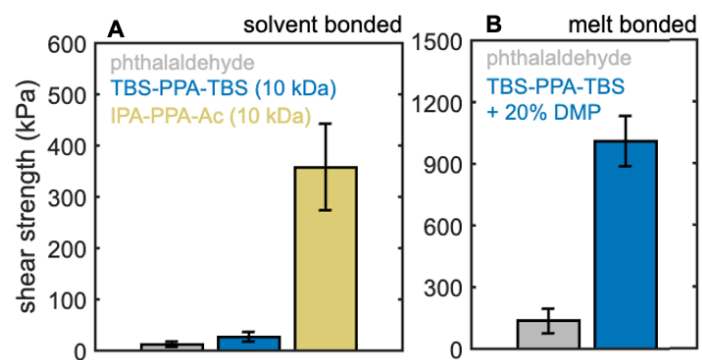 A
solvent bonded
600
500
400
300
200
100
0
shear strength (kPa)
phthalaldehyde
TBS-PPA-TBS (10 kDa)
IPA-PPA-Ac (10 kDa)
B
melt bonded
1500
1200
900
600
300
0
phthalaldehyde
TBS-PPA-TBS
+ 20% DMP